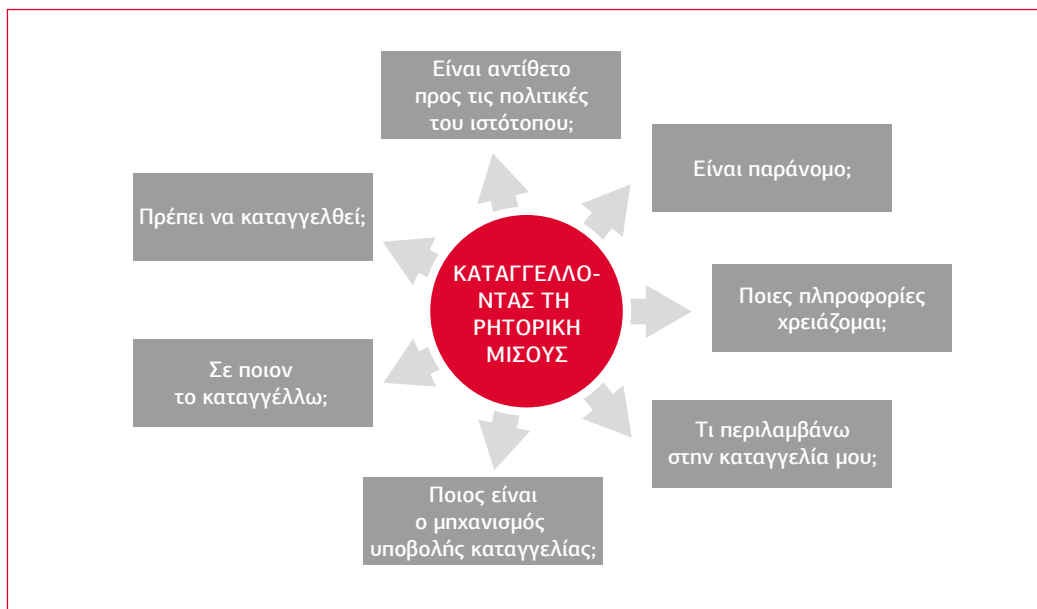 Είναι αντίθετο
προς τις πολιτικές
του ιστότοπου;
Είναι παράνομο;
Πρέπει να καταγγελθεί;
ΚΑΤΑΓΓΕΛΛΟ-
ΝΤΑΣ ΤΗ
ΡΗΤΟΡΙΚΗ
ΜΙΣΟΥΣ
Ποιες πληροφορίες
χρειάζομαι;
Σε ποιον
το καταγγέλλω;
Τι περιλαμβάνω
στην καταγγελία μου;
Ποιος είναι
ο μηχανισμός
υποβολής καταγγελίας;